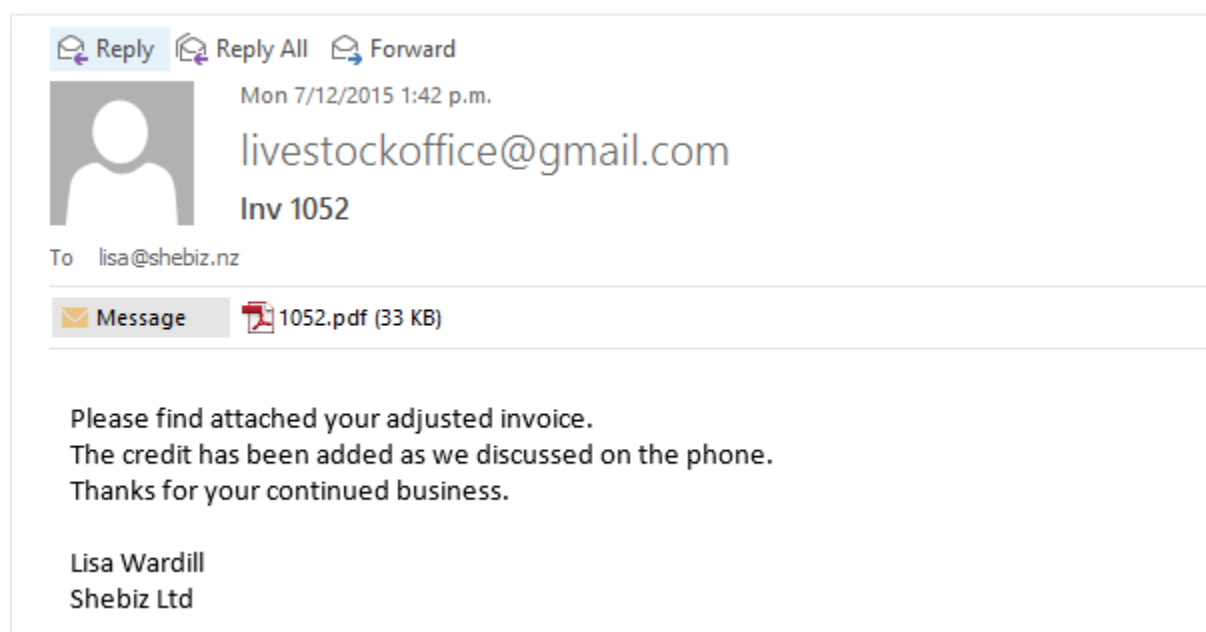 Reply Reply All Forward
Mon 7/12/2015 1:42 p.m.
livestockoffice@gmail.com
Inv 1052
To lisa@shebiz.nz
Message 1052.pdf (33 KB)
Please find attached your adjusted invoice.
The credit has been added as we discussed on the phone.
Thanks for your continued business.
Lisa Wardill
Shebiz Ltd